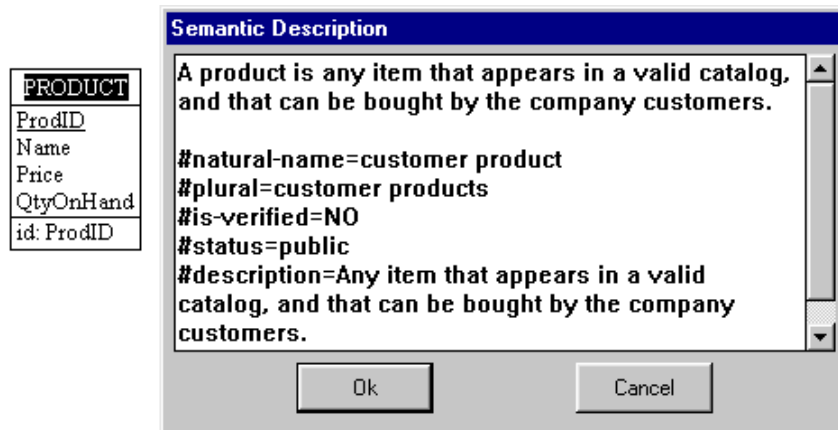 PRODUCT
ProdID
Name
Price
QtyOnHand
id: ProdID
Semantic Description
A product is any item that appears in a valid catalog,
and that can be bought by the company customers.
#natural-name=customer product
#plural=customer products
#is-verified=NO
#status=public
#description=Any item that appears in a valid
catalog, and that can be bought by the company
customers.
Ok
Cancel